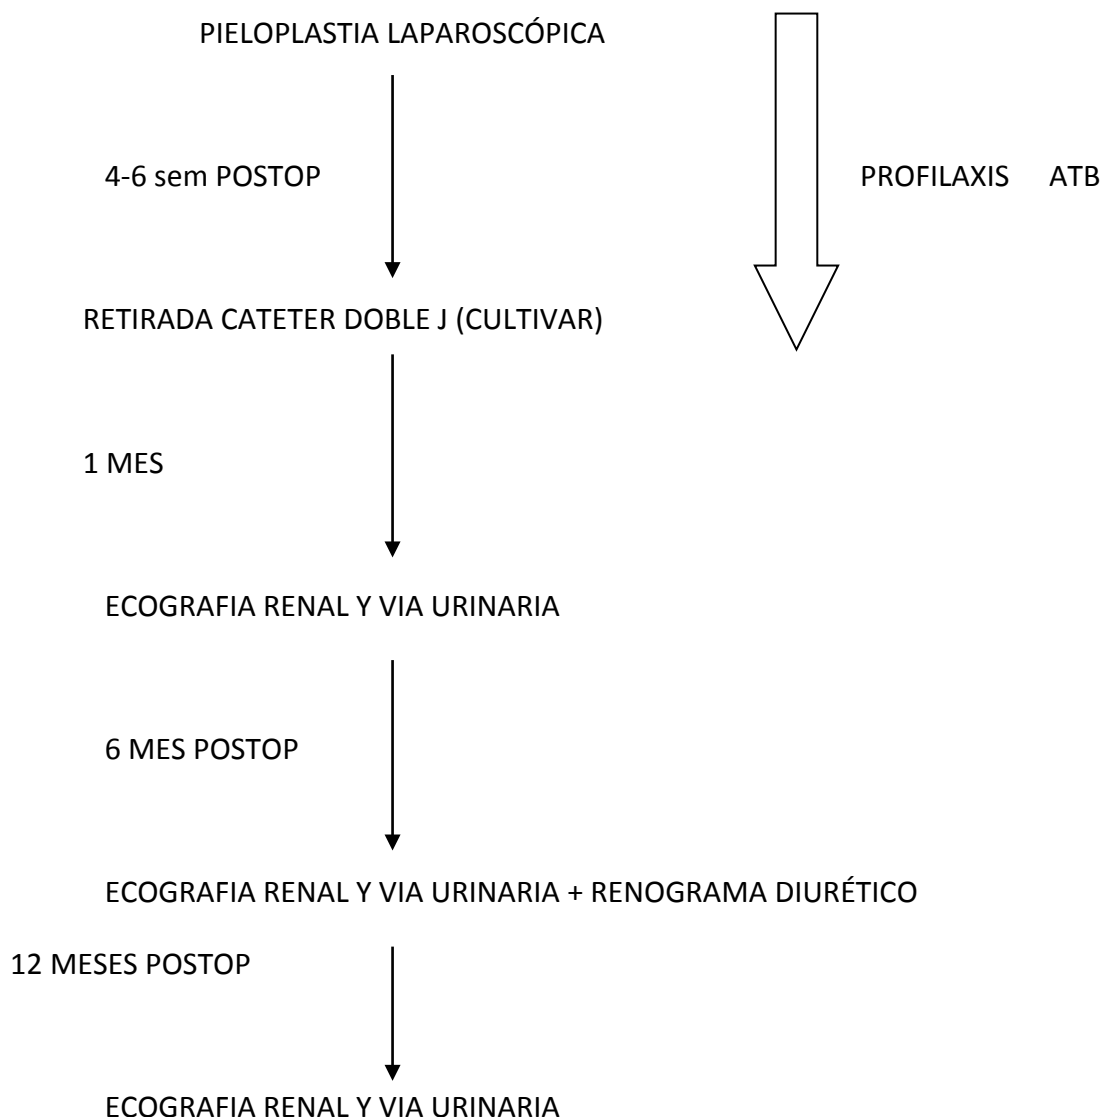 PIELOPLASTIA LAPAROSCÓPICA
4-6 sem POSTOP
PROFILAXIS ATB
RETIRADA CATETER DOBLE J (CULTIVAR)
1 MES
ECOGRAFIA RENAL Y VIA URINARIA
6 MES POSTOP
ECOGRAFIA RENAL Y VIA URINARIA + RENOGRAMA DIURÉTICO
12 MESES POSTOP
ECOGRAFIA RENAL Y VIA URINARIA